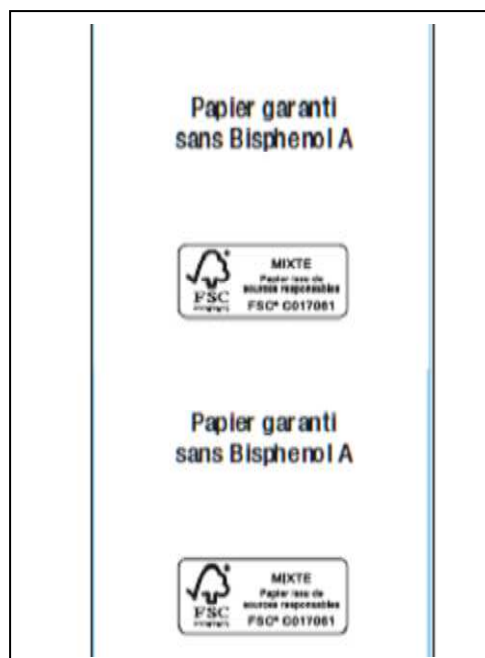 Papier garanti
sans Bisphenol A
FSC
MIXTE
Papier issu de
sources responsables
FSC® C017061
Papier garanti
sans Bisphenol A
FSC
MIXTE
Papier issu de
sources responsables
FSC® C017061